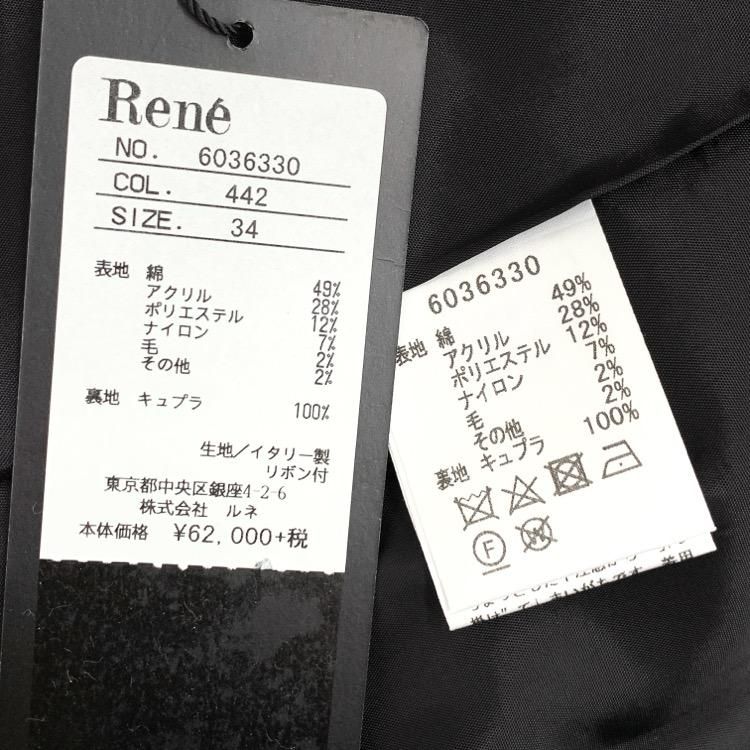 René
NO. 6036330
COL. 442
SIZE. 34
表地 綿 49%
アクリル 28%
ポリエステル 12%
ナイロン 7%
毛 2%
その他 2%
裏地 キュプラ 100%
生地/イタリー製
リボン付
東京都中央区銀座4-2-6
株式会社 ルネ
本体価格 ¥62,000+税
6036330
表地 綿 49%
アクリル 28%
ポリエステル 12%
ナイロン 7%
毛 2%
その他 2%
裏地 キュプラ 100%
F
W